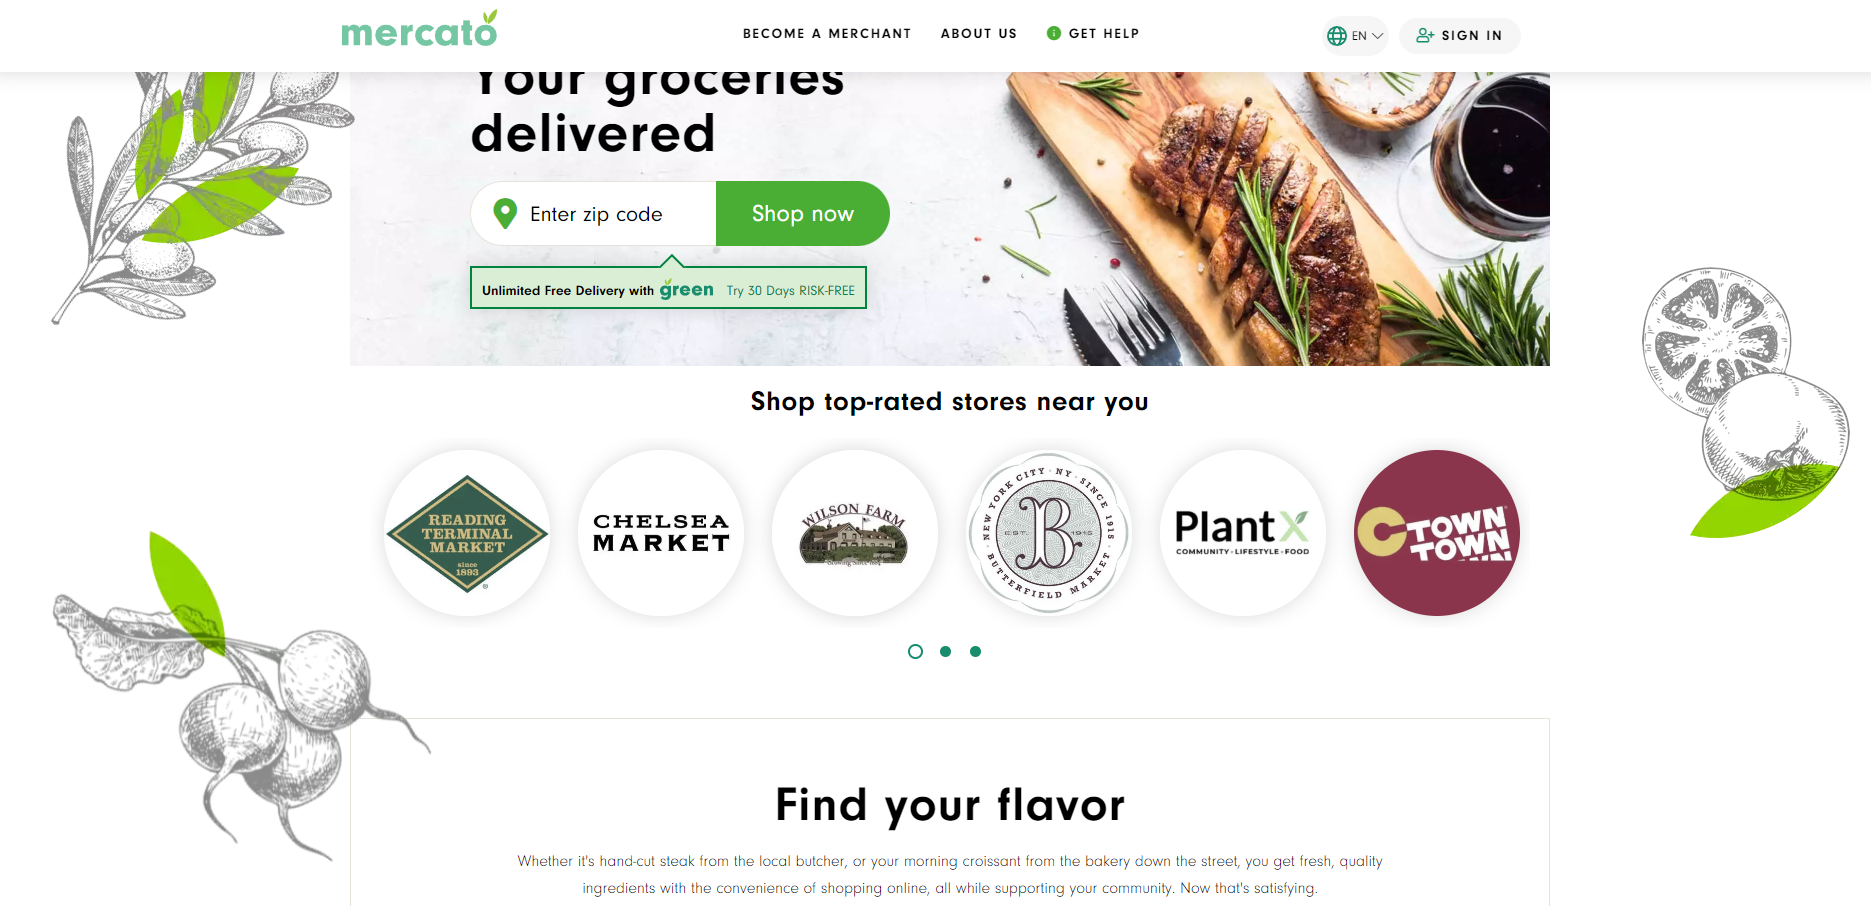 mercato
BECOME A MERCHANT
ABOUT US
GET HELP
EN
SIGN IN
Your groceries
delivered
Enter zip code
Shop now
Unlimited Free Delivery with green Try 30 Days RISK-FREE
Shop top-rated stores near you
READING
TERMINAL
MARKET
since
1893
®
CHELSEA
MARKET
WILSON FARM
Growing Since 1884
NEW YORK CITY · NY · SINCE 1915 · BUTTERFIELD MARKET ·
EST. B 1915
PlantX
COMMUNITY · LIFESTYLE · FOOD
CTOWN
TOWN
Find your flavor
Whether it's hand-cut steak from the local butcher, or your morning croissant from the bakery down the street, you get fresh, quality
ingredients with the convenience of shopping online, all while supporting your community. Now that's satisfying.